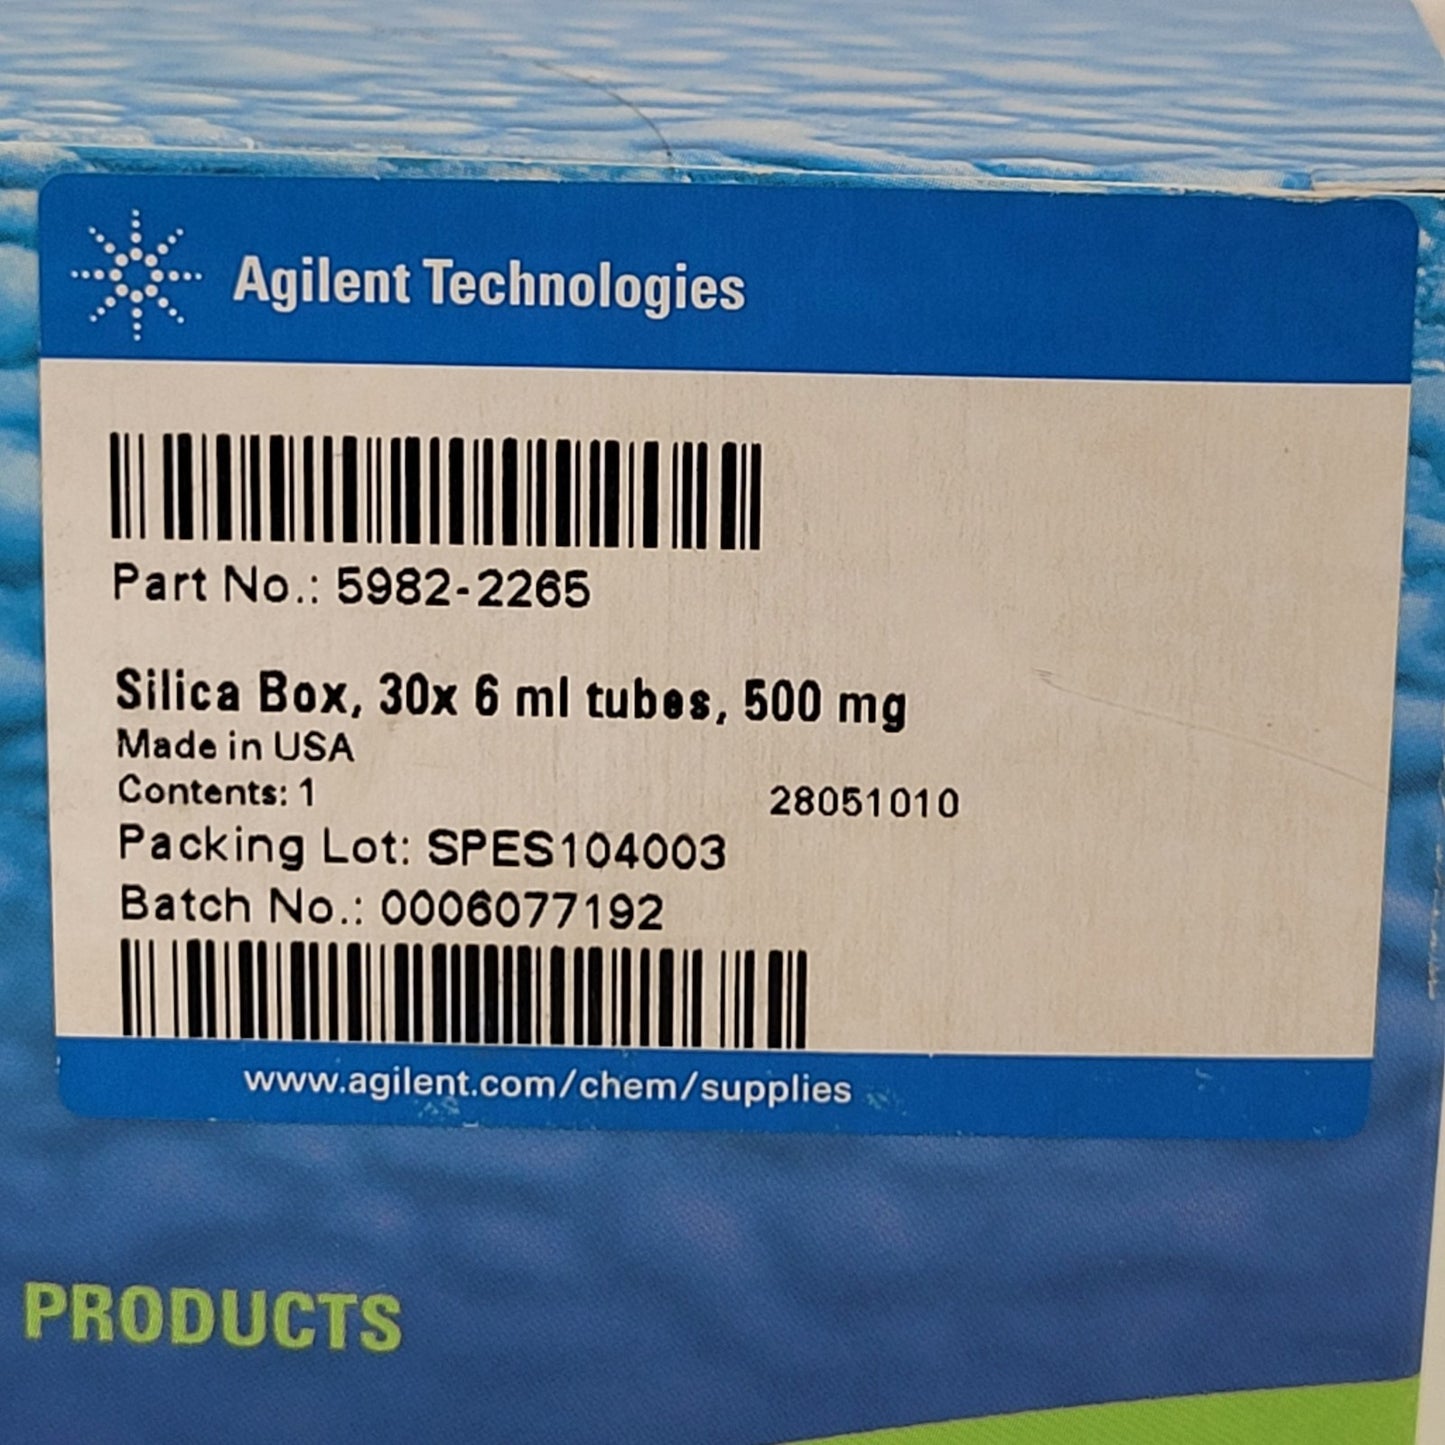 Agilent Technologies
Part No.: 5982-2265
Silica Box, 30x 6 ml tubes, 500 mg
Made in USA
Contents: 1 28051010
Packing Lot: SPES104003
Batch No.: 0006077192
www.agilent.com/chem/supplies
PRODUCTS